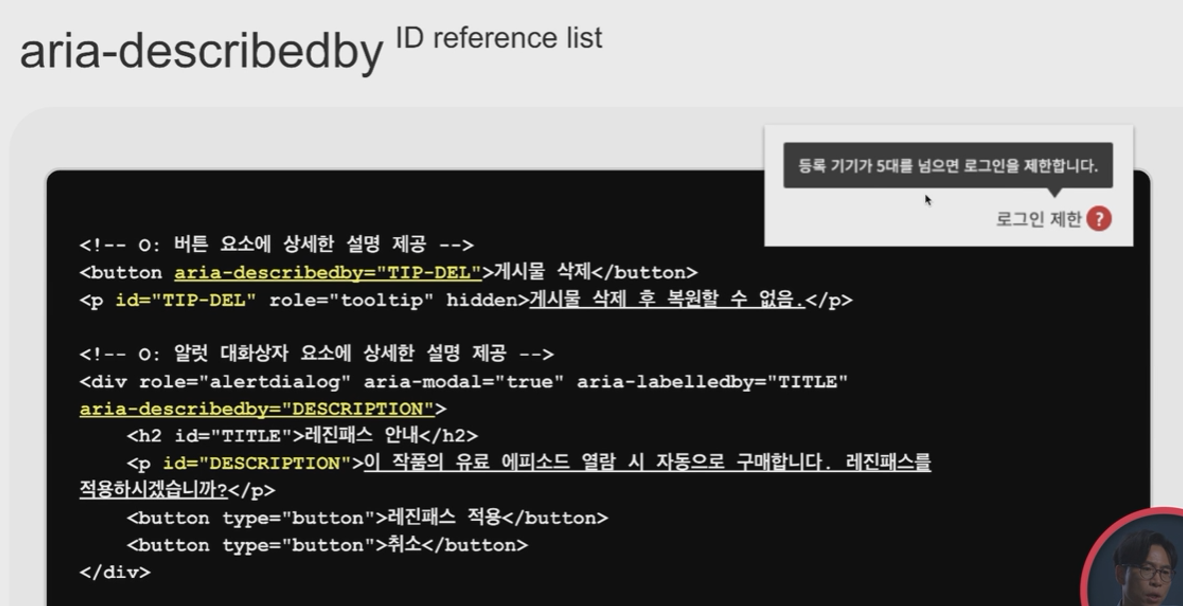 aria-describedby ID reference list
등록 기기가 5대를 넘으면 로그인을 제한합니다.
로그인 제한 ?
<!-- O: 버튼 요소에 상세한 설명 제공 -->
<button aria-describedby="TIP-DEL">게시물 삭제</button>
<p id="TIP-DEL" role="tooltip" hidden>게시물 삭제 후 복원할 수 없음.</p>
<!-- O: 알럿 대화상자 요소에 상세한 설명 제공 -->
<div role="alertdialog" aria-modal="true" aria-labelledby="TITLE"
aria-describedby="DESCRIPTION">
<h2 id="TITLE">레진패스 안내</h2>
<p id="DESCRIPTION">이 작품의 유료 에피소드 열람 시 자동으로 구매합니다. 레진패스를
적용하시겠습니까?</p>
<button type="button">레진패스 적용</button>
<button type="button">취소</button>
</div>